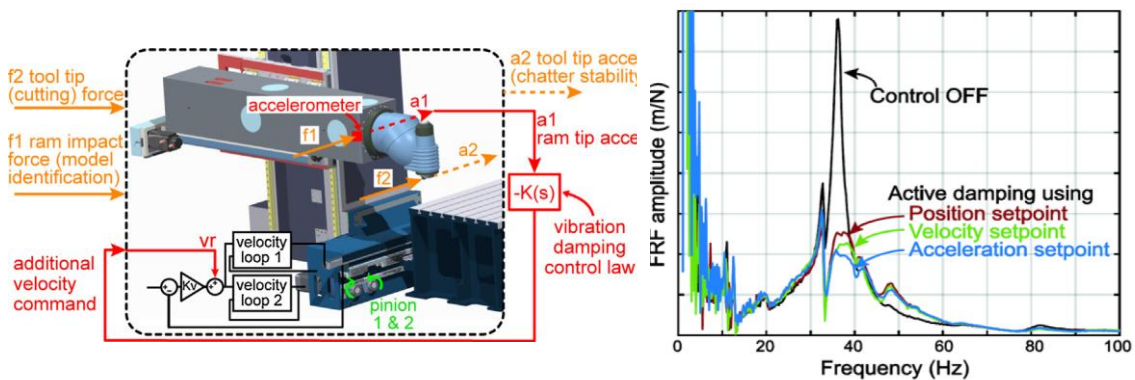 f2 tool tip
(cutting) force
f1 ram impact
force (model
identification)
additional
velocity
command
accelerometer
f1
f2
a1
a2
a2 tool tip acce
(chatter stability
a1
ram tip acce
-K(s)
vibration
damping
control law
vr
velocity
loop 1
Kv
velocity
loop 2
pinion
1 & 2
FRF amplitude (m/N)
Control OFF
Active damping using
Position setpoint
Velocity setpoint
Acceleration setpoint
0 20 40 60 80 100
Frequency (Hz)